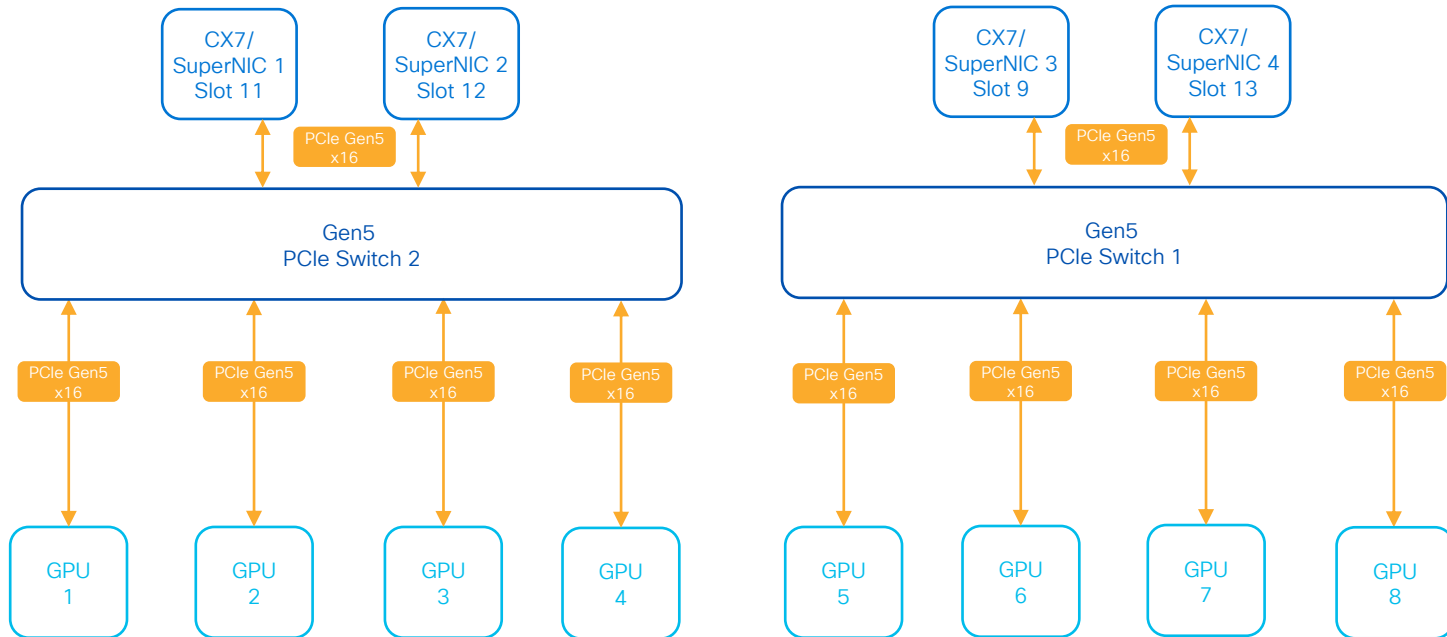 CX7/
SuperNIC 1
Slot 11
CX7/
SuperNIC 2
Slot 12
CX7/
SuperNIC 3
Slot 9
CX7/
SuperNIC 4
Slot 13
PCIe Gen5
x16
PCIe Gen5
x16
Gen5
PCIe Switch 2
Gen5
PCIe Switch 1
PCIe Gen5
x16
PCIe Gen5
x16
PCIe Gen5
x16
PCIe Gen5
x16
PCIe Gen5
x16
PCIe Gen5
x16
PCIe Gen5
x16
PCIe Gen5
x16
GPU
1
GPU
2
GPU
3
GPU
4
GPU
5
GPU
6
GPU
7
GPU
8